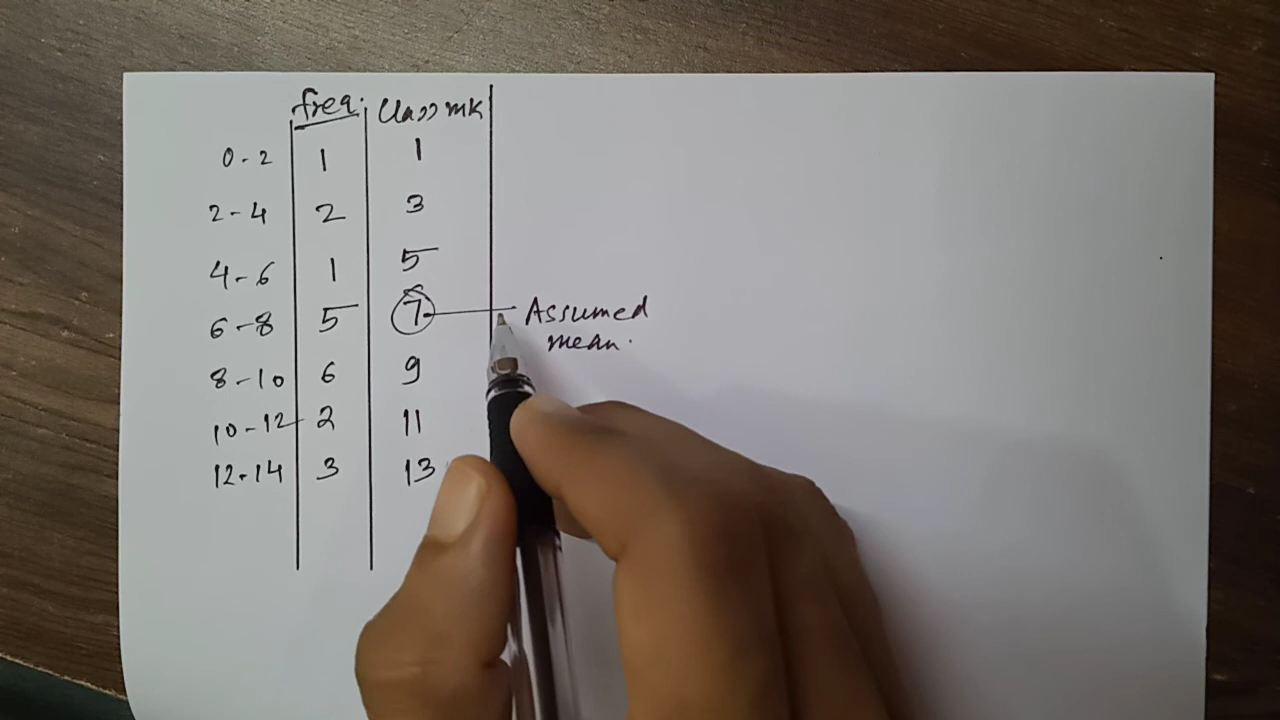 freq. Class mk
0-2 1 1
2-4 2 3
4-6 1 5
6-8 5 7 Assumed
mean.
8-10 6 9
10-12 2 11
12-14 3 13